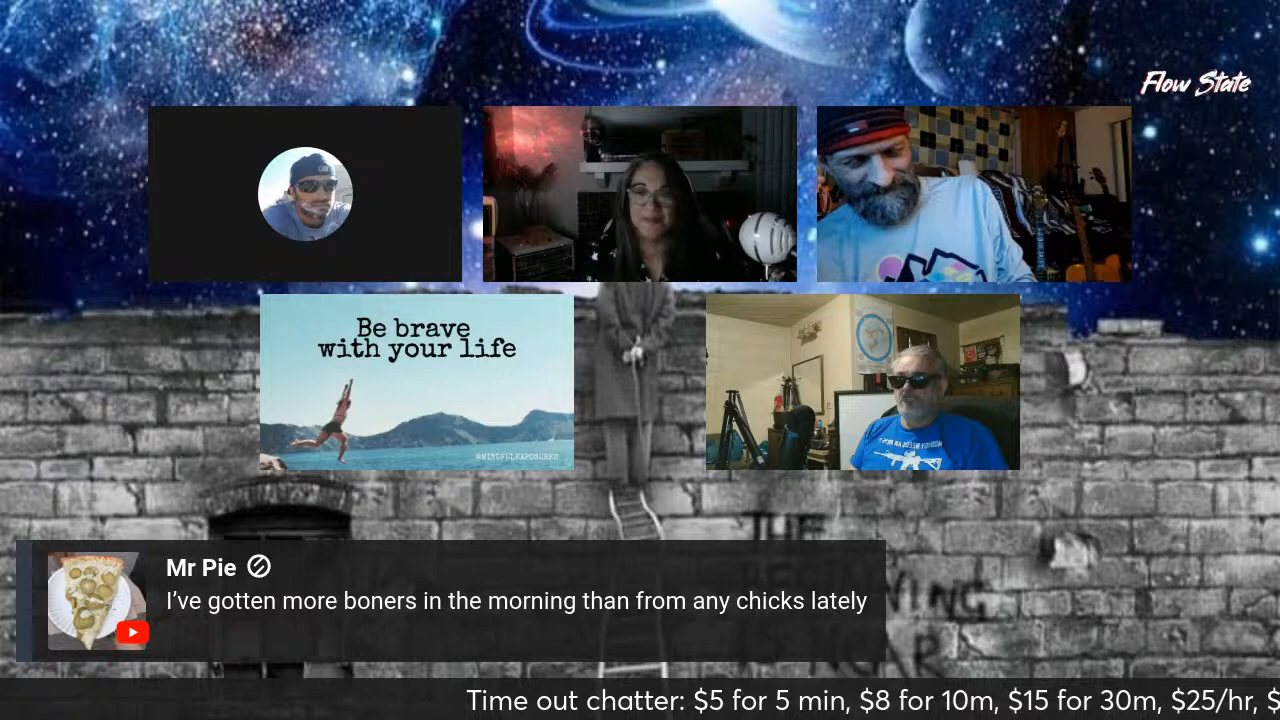 Flow State
Be brave
with your life
@MINDFULEXPOSURES
THE
Mr Pie
I’ve gotten more boners in the morning than from any chicks lately
Time out chatter: $5 for 5 min, $8 for 10m, $15 for 30m, $25/hr, $